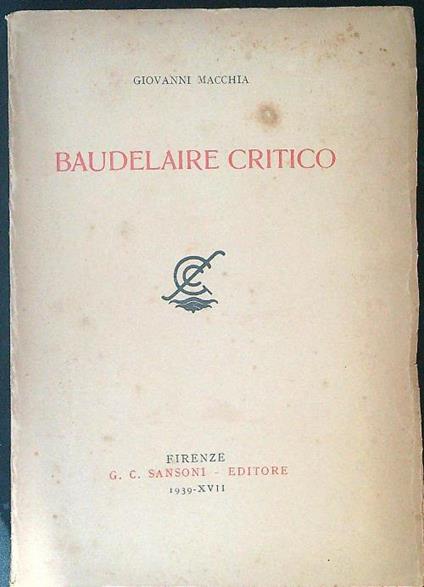 GIOVANNI MACCHIA
BAUDELAIRE CRITICO
FIRENZE
G. C. SANSONI - EDITORE
1939-XVII